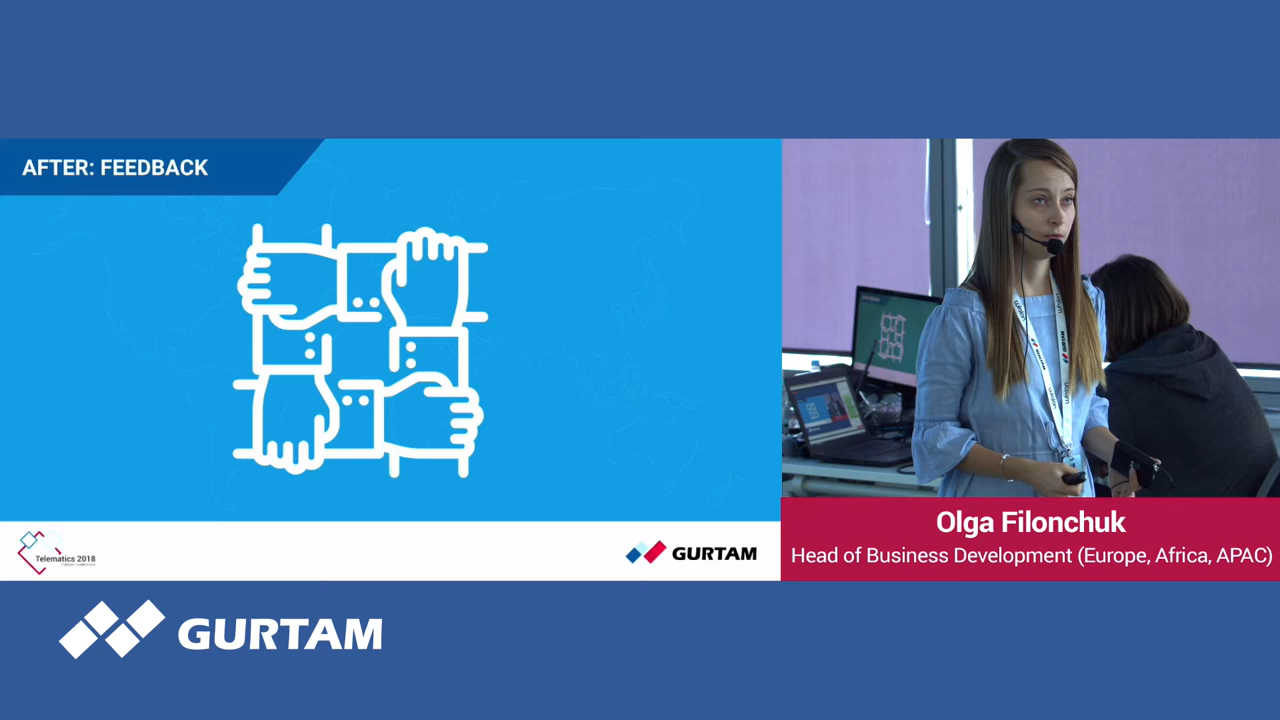 AFTER: FEEDBACK
Telematics 2018
GURTAM
Olga Filonchuk
Head of Business Development (Europe, Africa, APAC)
GURTAM